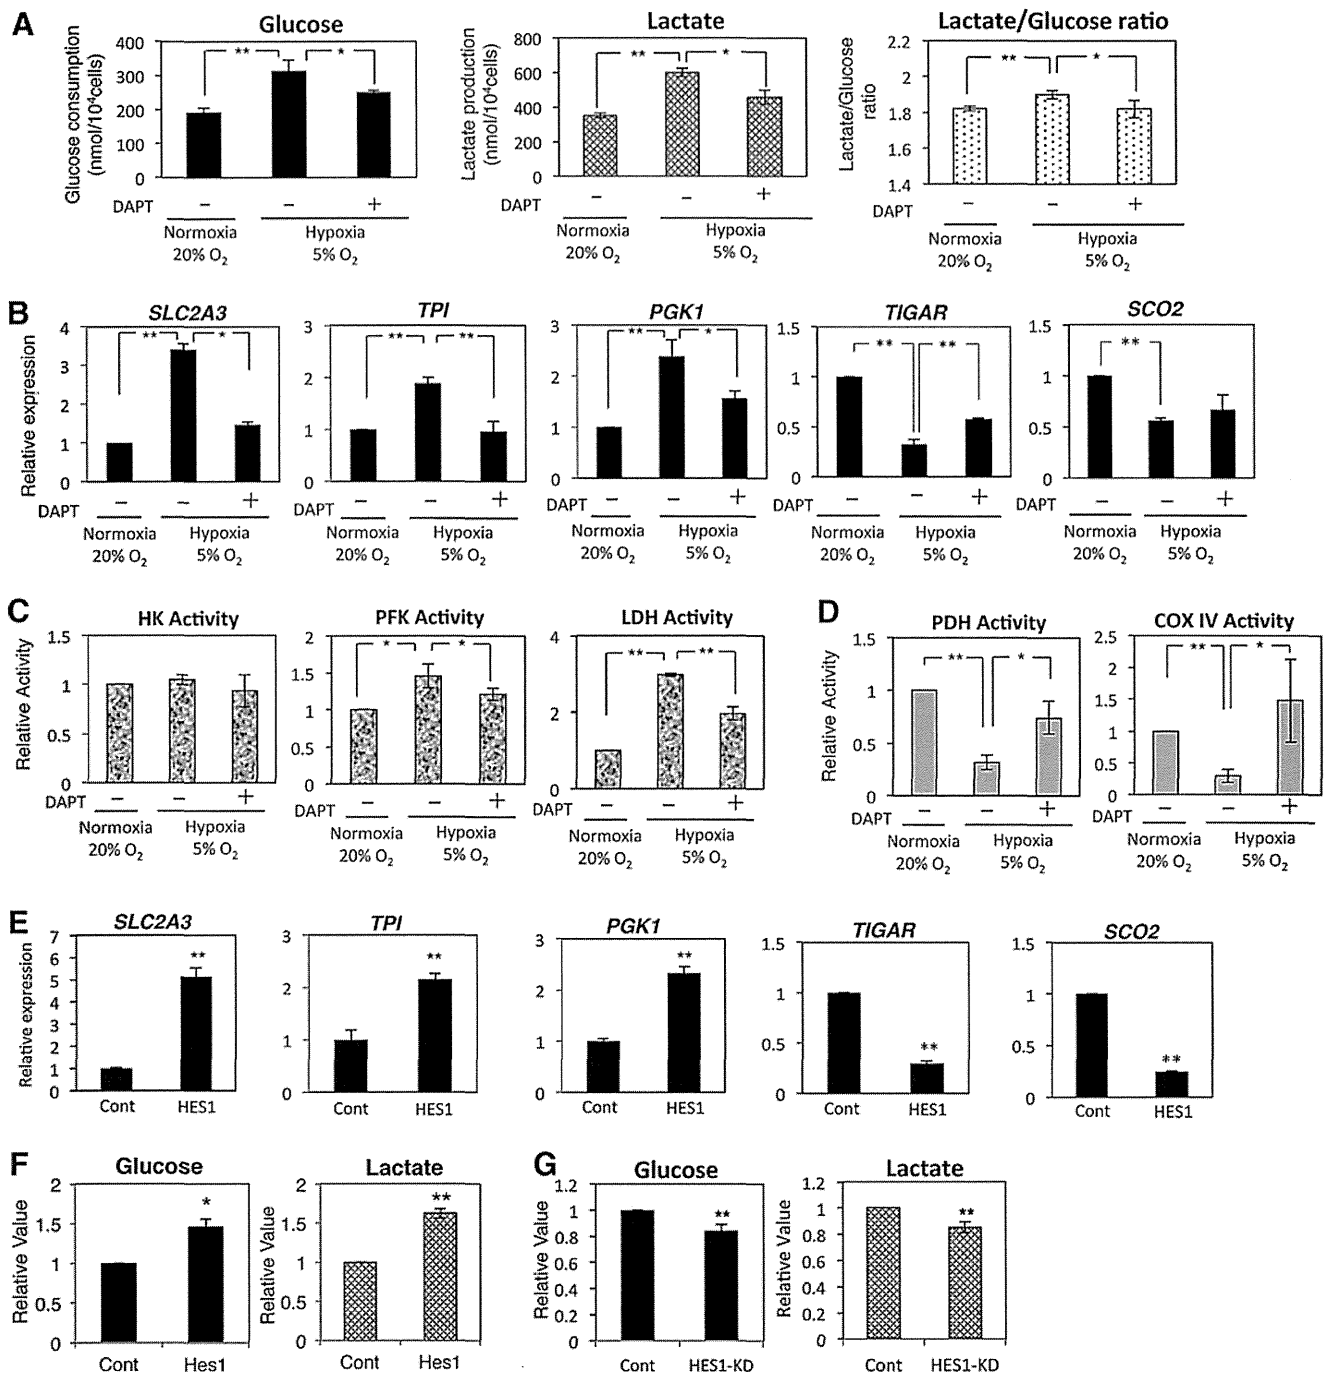 A
Glucose
Glucose consumption
(nmol/10⁴cells)
400
300
200
100
0
** *
DAPT − − +
Normoxia
20% O2
Hypoxia
5% O2
Lactate
Lactate production
(nmol/10⁴cells)
800
600
400
200
0
** *
DAPT − − +
Normoxia
20% O2
Hypoxia
5% O2
Lactate/Glucose ratio
Lactate/Glucose
ratio
2.2
2
1.8
1.6
1.4
** *
DAPT − − +
Normoxia
20% O2
Hypoxia
5% O2
B
SLC2A3
Relative expression
4
3
2
1
0
** *
DAPT − − +
Normoxia
20% O2
Hypoxia
5% O2
TPI
3
2
1
0
** **
DAPT − − +
Normoxia
20% O2
Hypoxia
5% O2
PGK1
3
2
1
0
** *
DAPT − − +
Normoxia
20% O2
Hypoxia
5% O2
TIGAR
1.5
1
0.5
0
** **
DAPT − − +
Normoxia
20% O2
Hypoxia
5% O2
SCO2
1.5
1
0.5
0
**
DAPT − − +
Normoxia
20% O2
Hypoxia
5% O2
C
HK Activity
Relative Activity
1.5
1
0.5
0
DAPT − − +
Normoxia
20% O2
Hypoxia
5% O2
PFK Activity
2
1.5
1
0.5
0
* *
DAPT − − +
Normoxia
20% O2
Hypoxia
5% O2
LDH Activity
4
2
0
** **
DAPT − − +
Normoxia
20% O2
Hypoxia
5% O2
D
PDH Activity
Relative Activity
1.5
1
0.5
0
** *
DAPT − − +
Normoxia
20% O2
Hypoxia
5% O2
COX IV Activity
2.5
2
1.5
1
0.5
0
** *
DAPT − − +
Normoxia
20% O2
Hypoxia
5% O2
E
SLC2A3
Relative expression
7
6
5
4
3
2
1
0
**
Cont HES1
TPI
3
2
1
0
**
Cont HES1
PGK1
3
2
1
0
**
Cont HES1
TIGAR
1.5
1
0.5
0
**
Cont HES1
SCO2
1.5
1
0.5
0
**
Cont HES1
F
Glucose
Relative Value
2
1.5
1
0.5
0
*
Cont Hes1
Lactate
Relative Value
2
1.5
1
0.5
0
**
Cont Hes1
G
Glucose
Relative Value
1.2
1
0.8
0.6
0.4
0.2
0
**
Cont HES1-KD
Lactate
Relative Value
1.2
1
0.8
0.6
0.4
0.2
0
**
Cont HES1-KD